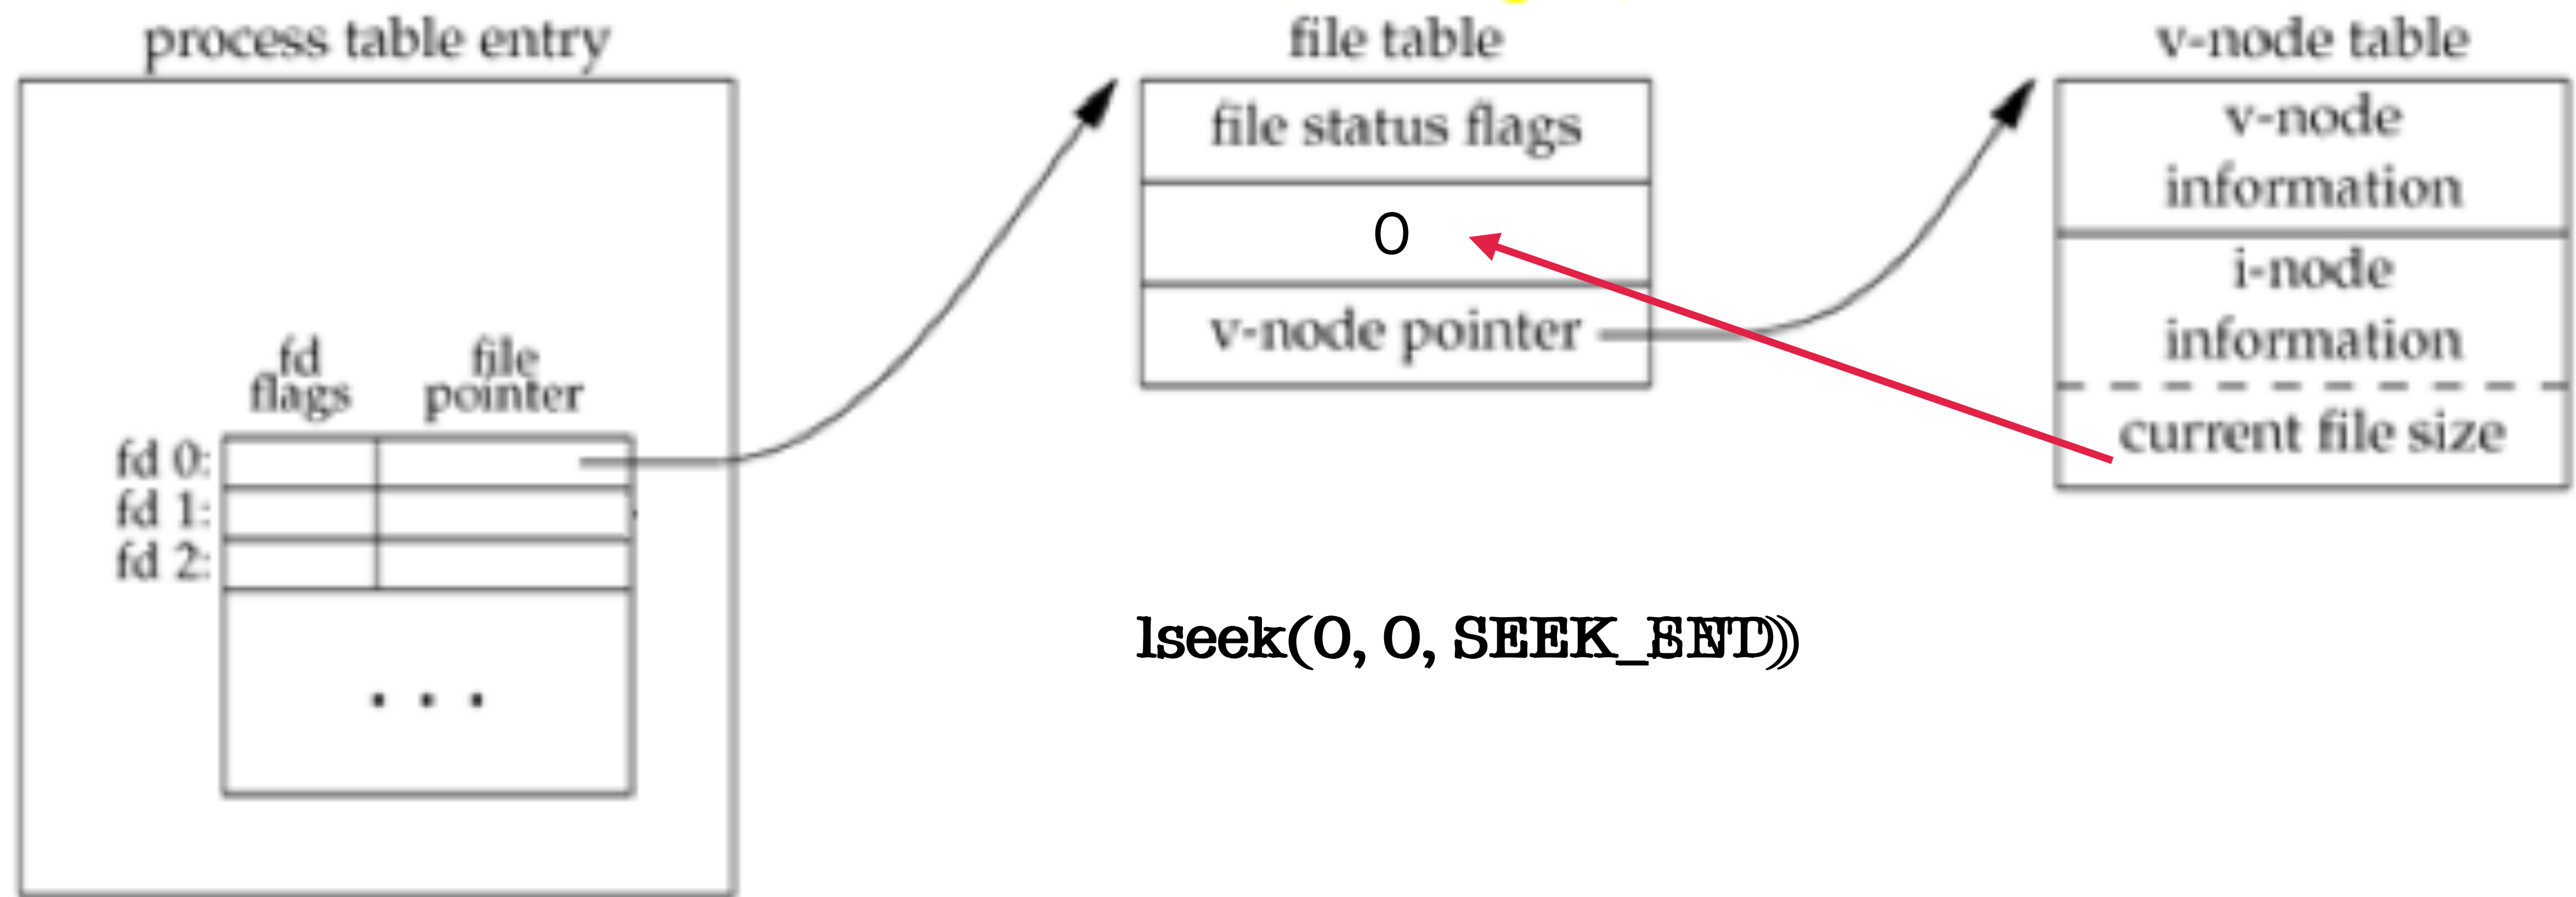 process table entry
fd
flags
file
pointer
fd 0:
fd 1:
fd 2:
. . .
file table
file status flags
0
v-node pointer
v-node table
v-node
information
i-node
information
current file size
lseek(0, 0,